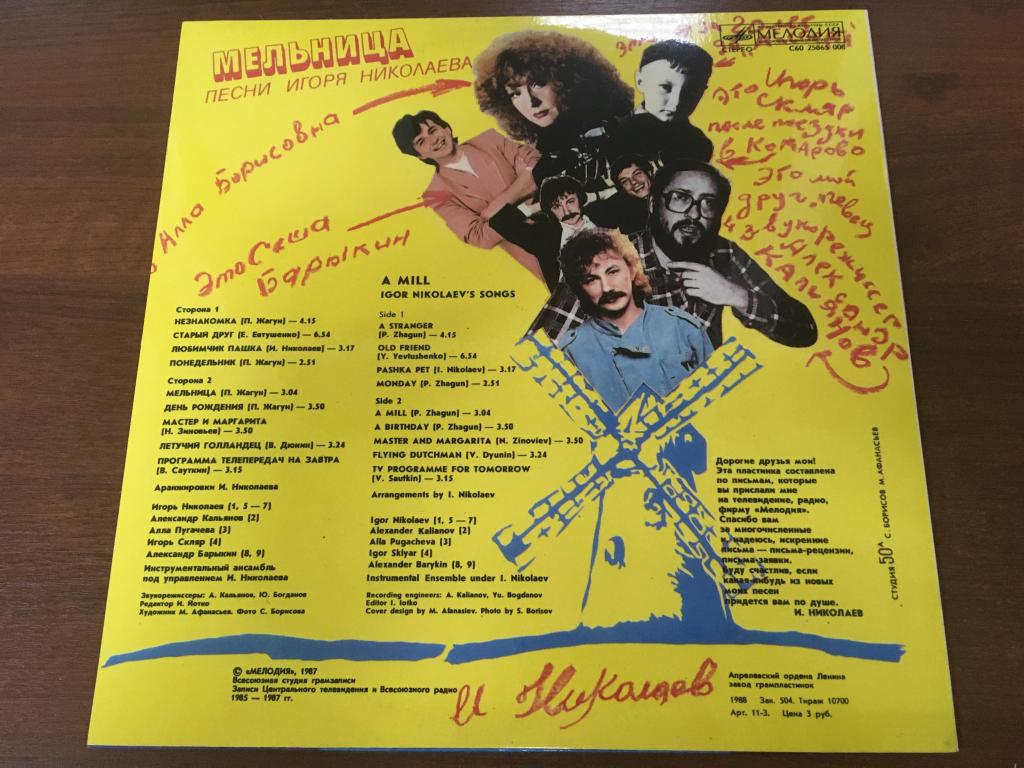 МЕЛЬНИЦА
ПЕСНИ ИГОРЯ НИКОЛАЕВА
МЕЛОДИЯ
СТЕРЕО
С60 25865 008
Алла Борисовна
Это Саша
Барыкин
Это Игорь
Скляр
после поездки
в Комарово
Это мой
друг, певец
и звукорежиссер
Александр
Кальянов
Сторона 1
НЕЗНАКОМКА (П. Жагун) — 4.15
СТАРЫЙ ДРУГ (Е. Евтушенко) — 6.54
ЛЮБИМЧИК ПАШКА (И. Николаев) — 3.17
ПОНЕДЕЛЬНИК (П. Жагун) — 2.51
Сторона 2
МЕЛЬНИЦА (П. Жагун) — 3.04
ДЕНЬ РОЖДЕНИЯ (П. Жагун) — 3.50
МАСТЕР И МАРГАРИТА
(Н. Зиновьев) — 3.50
ЛЕТУЧИЙ ГОЛЛАНДЕЦ (В. Дюнин) — 3.24
ПРОГРАММА ТЕЛЕПЕРЕДАЧ НА ЗАВТРА
(В. Сауткин) — 3.15
Аранжировки И. Николаева
Игорь Николаев (1, 5 — 7)
Александр Кальянов (2)
Алла Пугачева (3)
Игорь Скляр (4)
Александр Барыкин (8, 9)
Инструментальный ансамбль
под управлением И. Николаева
Звукорежиссеры: А. Кальянов, Ю. Богданов
Редактор И. Йотко
Художник М. Афанасьев. Фото С. Борисова
A MILL
IGOR NIKOLAEV'S SONGS
Side 1
A STRANGER
(P. Zhagun) — 4.15
OLD FRIEND
(Y. Yevtushenko) — 6.54
PASHKA PET (I. Nikolaev) — 3.17
MONDAY (P. Zhagun) — 2.51
Side 2
A MILL (P. Zhagun) — 3.04
A BIRTHDAY (P. Zhagun) — 3.50
MASTER AND MARGARITA (N. Zinoviev) — 3.50
FLYING DUTCHMAN (V. Dyunin) — 3.24
TV PROGRAMME FOR TOMORROW
(V. Sautkin) — 3.15
Arrangements by I. Nikolaev
Igor Nikolaev (1, 5 — 7)
Alexander Kalianov (2)
Alla Pugacheva (3)
Igor Sklyar (4)
Alexander Barykin (8, 9)
Instrumental Ensemble under I. Nikolaev
Recording engineers: A. Kalianov, Yu. Bogdanov
Editor I. Iotko
Cover design by M. Afanasiev. Photo by S. Borisov
Дорогие друзья мои!
Эта пластинка составлена
по письмам, которые
вы прислали мне
на телевидение, радио,
фирму «Мелодия».
Спасибо вам
за многочисленные
и, надеюсь, искренние
письма — письма-рецензии,
письма-заявки.
Буду счастлив, если
какая-нибудь из новых
моих песен
придется вам по душе.
И. НИКОЛАЕВ
СТУДИЯ 50А С. БОРИСОВ М. АФАНАСЬЕВ
© «МЕЛОДИЯ», 1987
Всесоюзная студия грамзаписи
Записи Центрального телевидения и Всесоюзного радио
1985 — 1987 гг.
И Николаев
Апрелевский ордена Ленина
завод грампластинок
1988 Зак. 504. Тираж 10700
Арт. 11-3. Цена 3 руб.